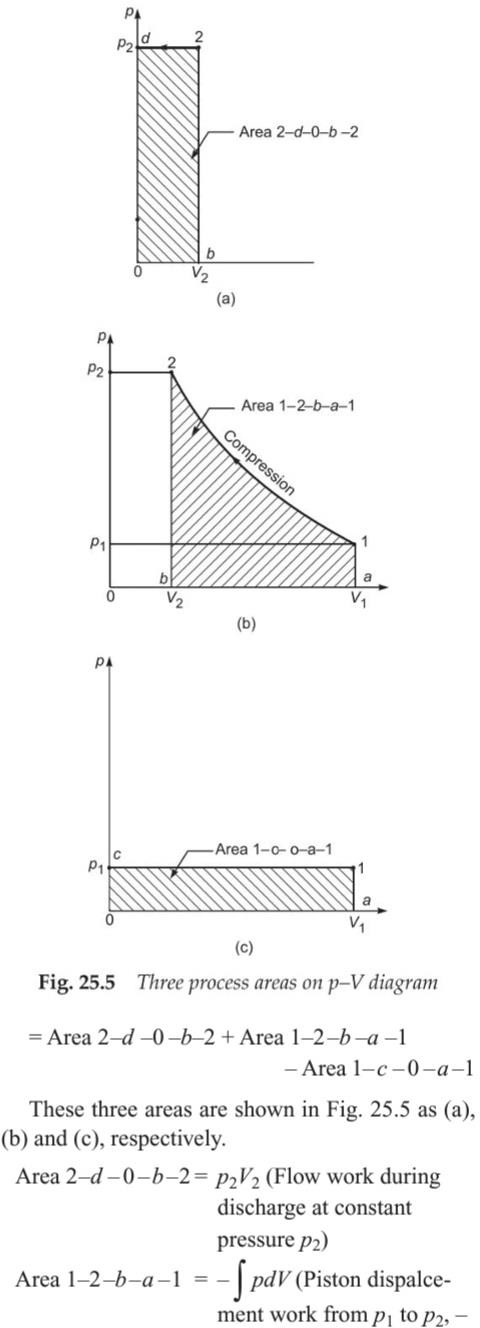 p
p2 d 2
Area 2–d–0–b –2
b
0 V2
(a)
p
p2 2
Area 1–2–b–a–1
Compression
p1 1
b a
0 V2 V1
(b)
p
Area 1–c– o–a–1
c
p1 1
a
0 V1
(c)
Fig. 25.5 Three process areas on p–V diagram
= Area 2–d –0–b–2 + Area 1–2–b–a –1
– Area 1–c–0–a–1
These three areas are shown in Fig. 25.5 as (a),
(b) and (c), respectively.
Area 2–d–0–b–2 = p2V2 (Flow work during
discharge at constant
pressure p2)
Area 1–2–b–a–1 = –∫ pdV (Piston dispalce-
ment work from p1 to p2, –